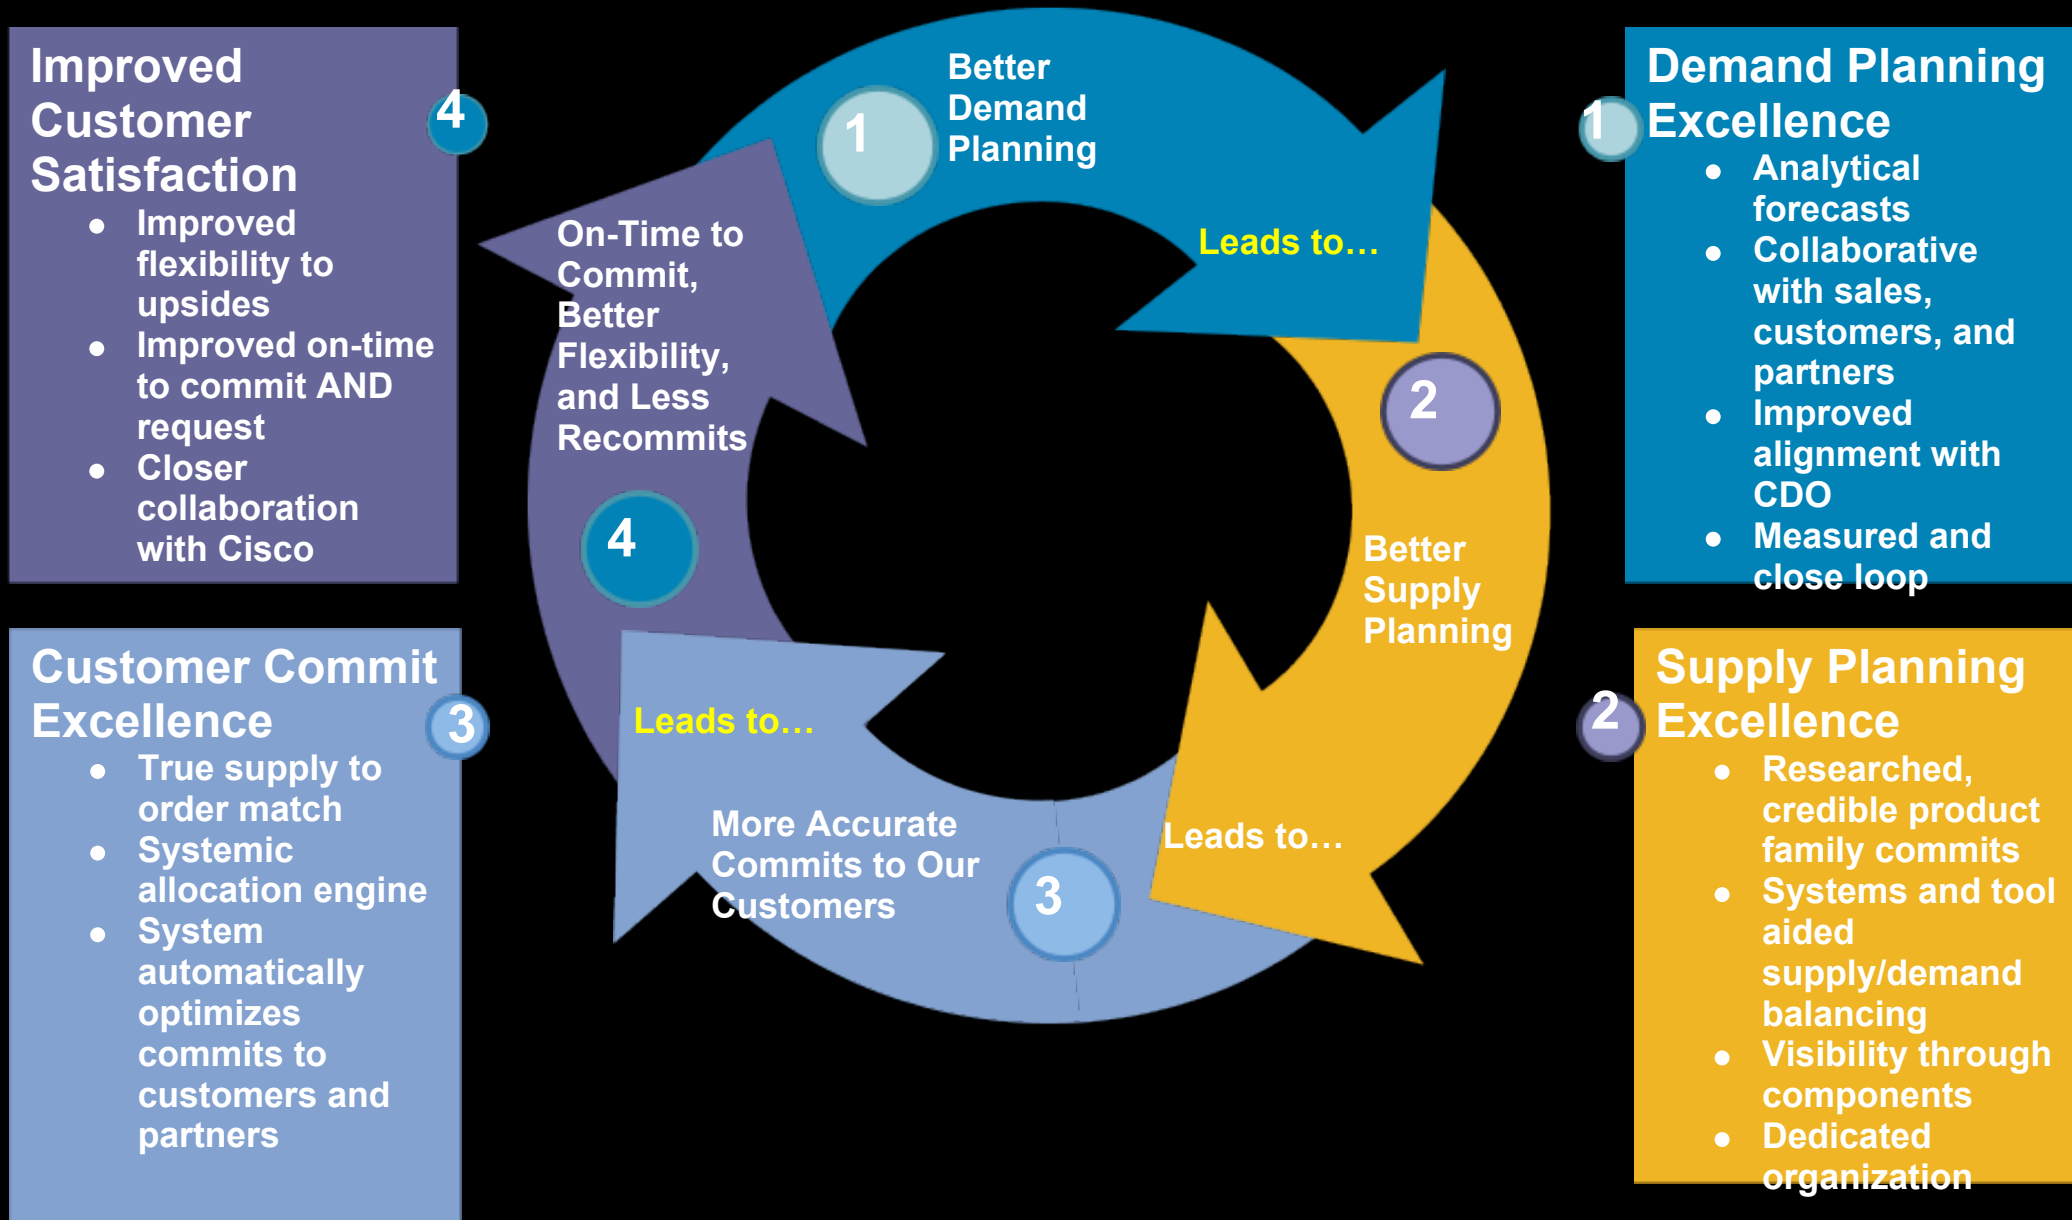 Improved
Customer
Satisfaction
4
● Improved
flexibility to
upsides
● Improved on-time
to commit AND
request
● Closer
collaboration
with Cisco
Customer Commit
Excellence
3
● True supply to
order match
● Systemic
allocation engine
● System
automatically
optimizes
commits to
customers and
partners
1
Better
Demand
Planning
Leads to…
2
Better
Supply
Planning
Leads to…
3
More Accurate
Commits to Our
Customers
Leads to…
4
On-Time to
Commit,
Better
Flexibility,
and Less
Recommits
1
Demand Planning
Excellence
● Analytical
forecasts
● Collaborative
with sales,
customers, and
partners
● Improved
alignment with
CDO
● Measured and
close loop
2
Supply Planning
Excellence
● Researched,
credible product
family commits
● Systems and tool
aided
supply/demand
balancing
● Visibility through
components
● Dedicated
organization